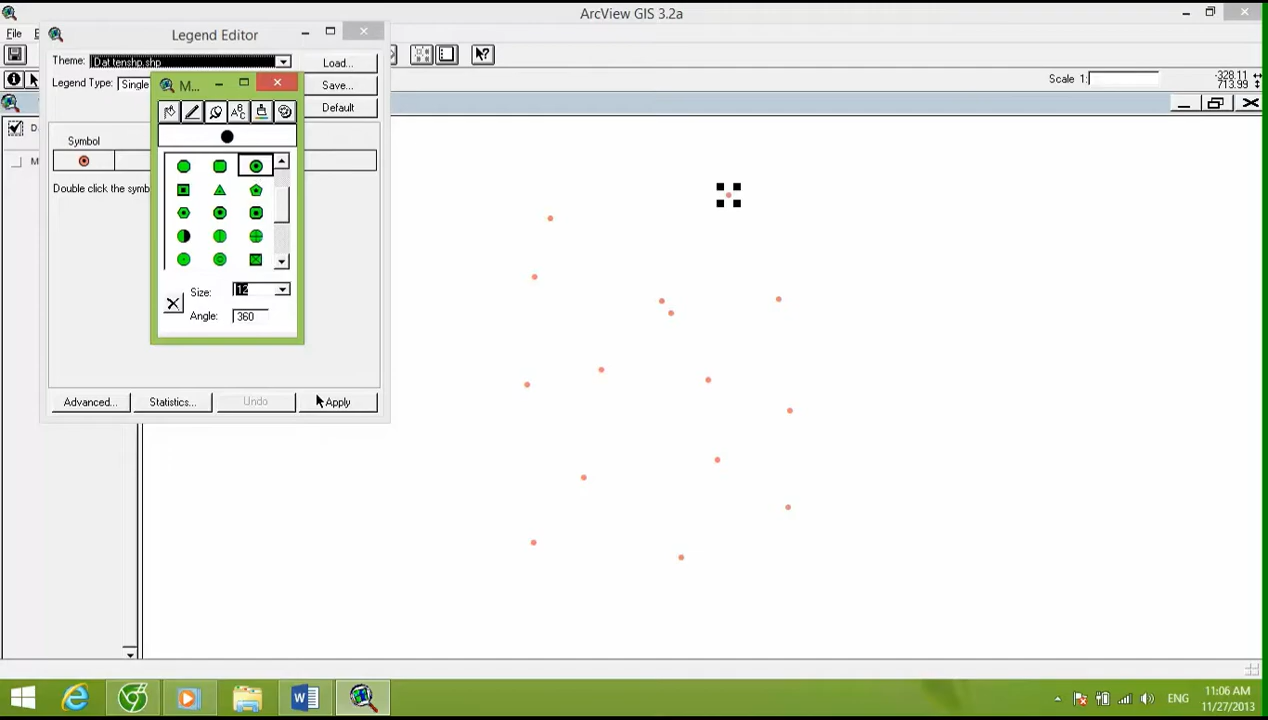 ArcView GIS 3.2a
File
Legend Editor
Theme: Dat tenshp.shp
Load...
Legend Type: Single
Save...
M...
Default
Scale 1:
-328.11
713.99
Symbol
Double click the symb
Size: 12
Angle: 360
Advanced...
Statistics...
Undo
Apply
ENG
11:06 AM
11/27/2013